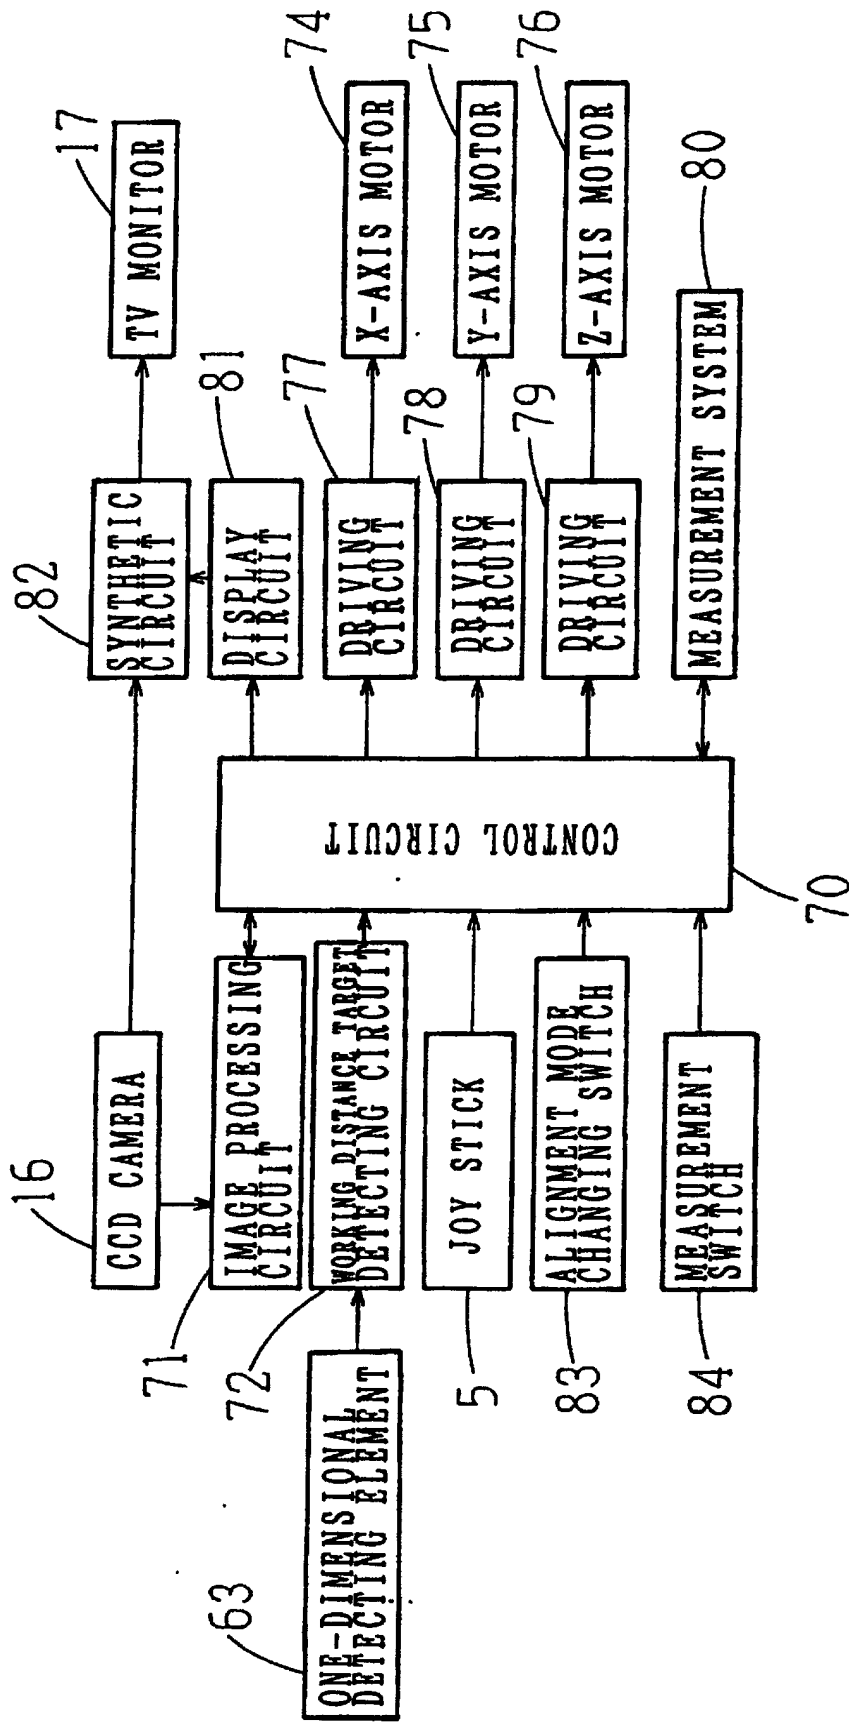 16
CCD CAMERA
82
SYNTHETIC
CIRCUIT
17
TV MONITOR
71
IMAGE PROCESSING
CIRCUIT
81
DISPLAY
CIRCUIT
63
ONE-DIMENSIONAL
DETECTING ELEMENT
72
WORKING DISTANCE TARGET
DETECTING CIRCUIT
77
DRIVING
CIRCUIT
74
X-AXIS MOTOR
5
JOY STICK
CONTROL CIRCUIT
70
78
DRIVING
CIRCUIT
75
Y-AXIS MOTOR
83
ALIGNMENT MODE
CHANGING SWITCH
79
DRIVING
CIRCUIT
76
Z-AXIS MOTOR
84
MEASUREMENT
SWITCH
MEASUREMENT SYSTEM
80